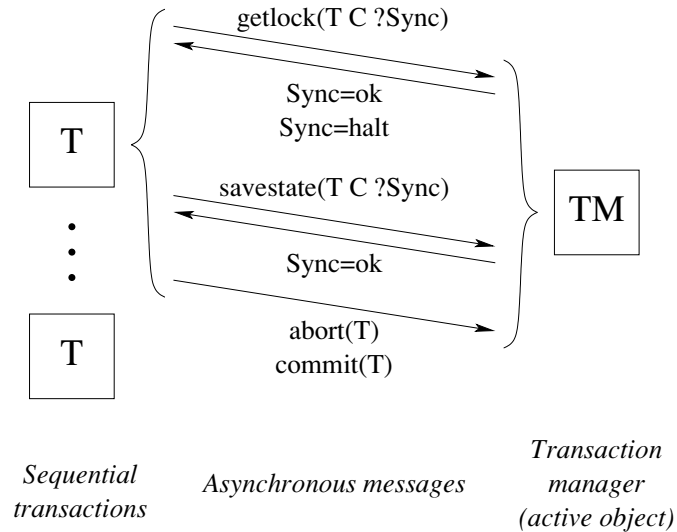 getlock(T C ?Sync)
Sync=ok
Sync=halt
T
savestate(T C ?Sync)
TM
Sync=ok
abort(T)
commit(T)
T
Sequential
transactions
Asynchronous messages
Transaction
manager
(active object)